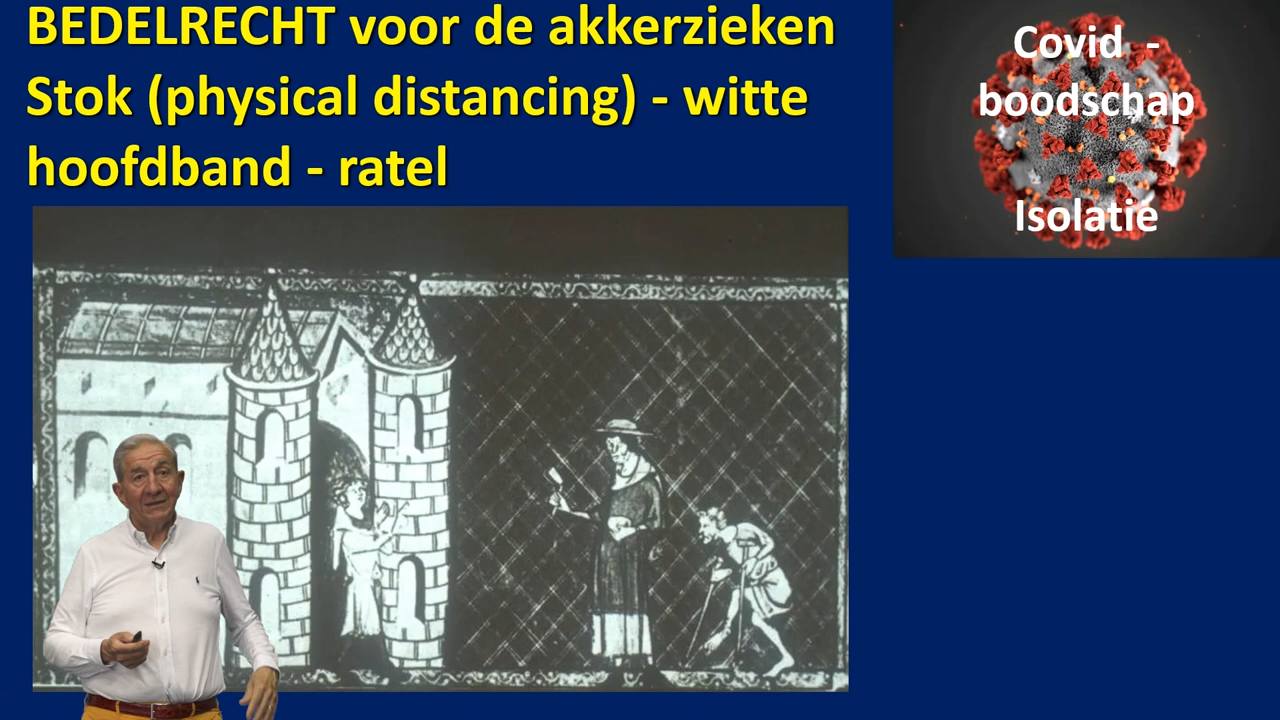 BEDELRECHT voor de akkerzieken
Stok (physical distancing) - witte
hoofdband - ratel
Covid -
boodschap
Isolatie